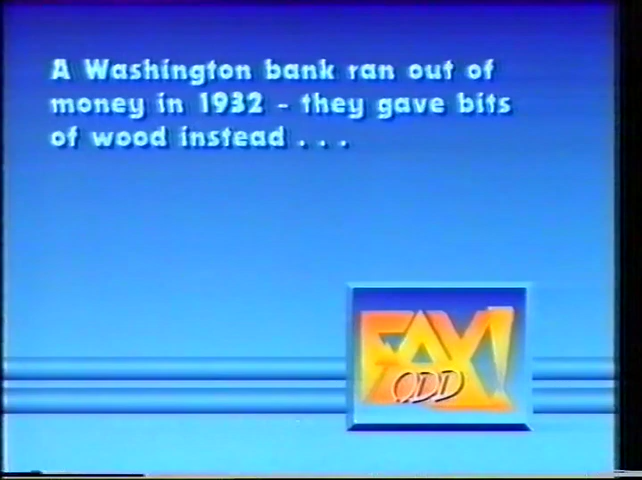 A Washington bank ran out of
money in 1932 - they gave bits
of wood instead . . .
FAX!
ODD